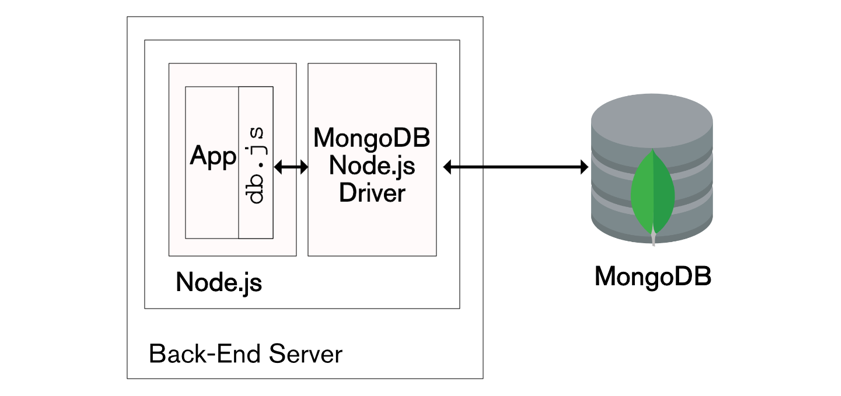 App
db.js
MongoDB
Node.js
Driver
Node.js
Back-End Server
MongoDB